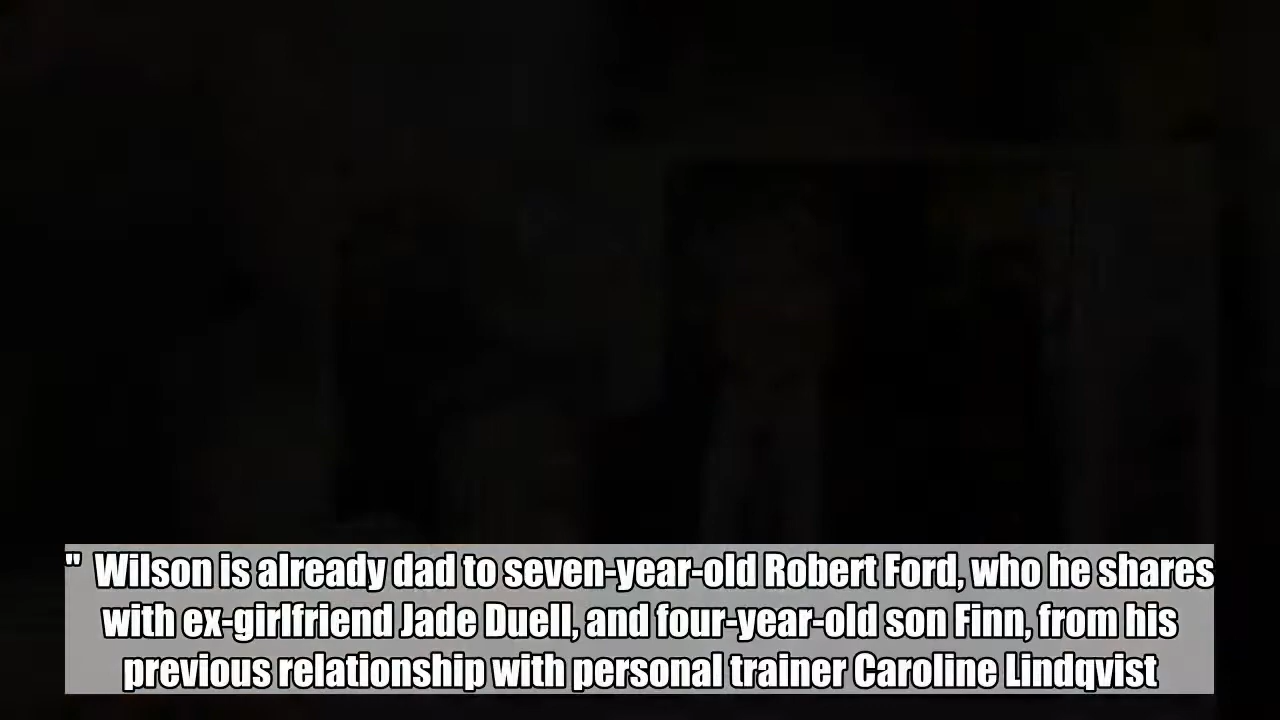 "  Wilson is already dad to seven-year-old Robert Ford, who he shares
with ex-girlfriend Jade Duell, and four-year-old son Finn, from his
previous relationship with personal trainer Caroline Lindqvist